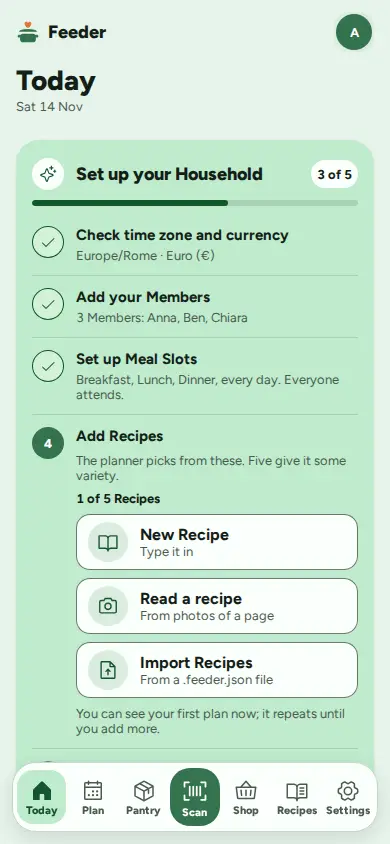 Feeder
A
Today
Sat 14 Nov
Set up your Household
3 of 5
Check time zone and currency
Europe/Rome · Euro (€)
Add your Members
3 Members: Anna, Ben, Chiara
Set up Meal Slots
Breakfast, Lunch, Dinner, every day. Everyone
attends.
4
Add Recipes
The planner picks from these. Five give it some
variety.
1 of 5 Recipes
New Recipe
Type it in
Read a recipe
From photos of a page
Import Recipes
From a .feeder.json file
You can see your first plan now; it repeats until
you add more.
Today
Plan
Pantry
Scan
Shop
Recipes
Settings